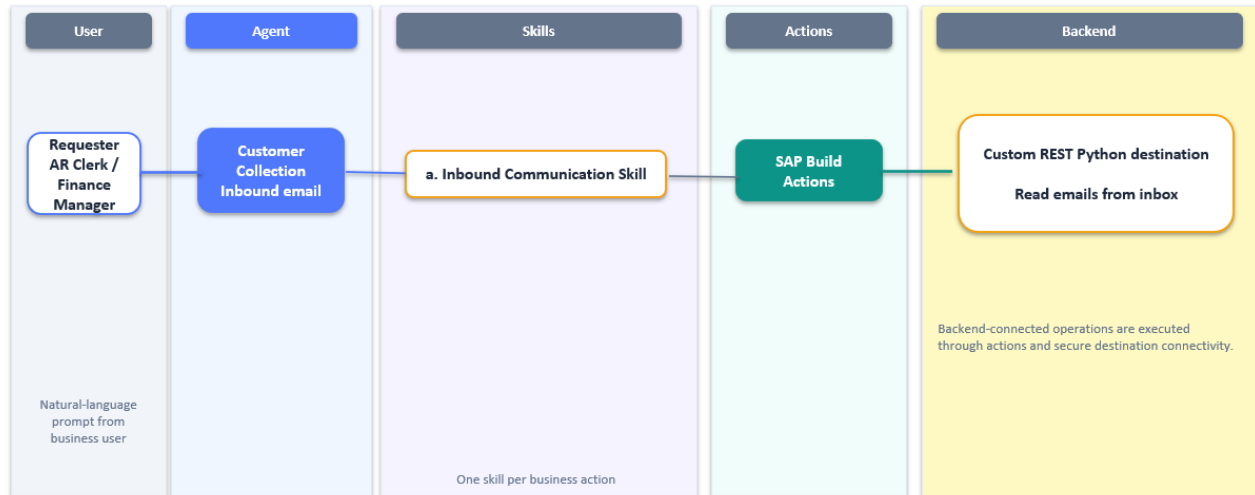 User
Agent
Skills
Actions
Backend
Requester
AR Clerk /
Finance
Manager
Customer
Collection
Inbound email
a. Inbound Communication Skill
SAP Build
Actions
Custom REST Python destination
Read emails from inbox
Backend-connected operations are executed
through actions and secure destination connectivity.
Natural-language
prompt from
business user
One skill per business action